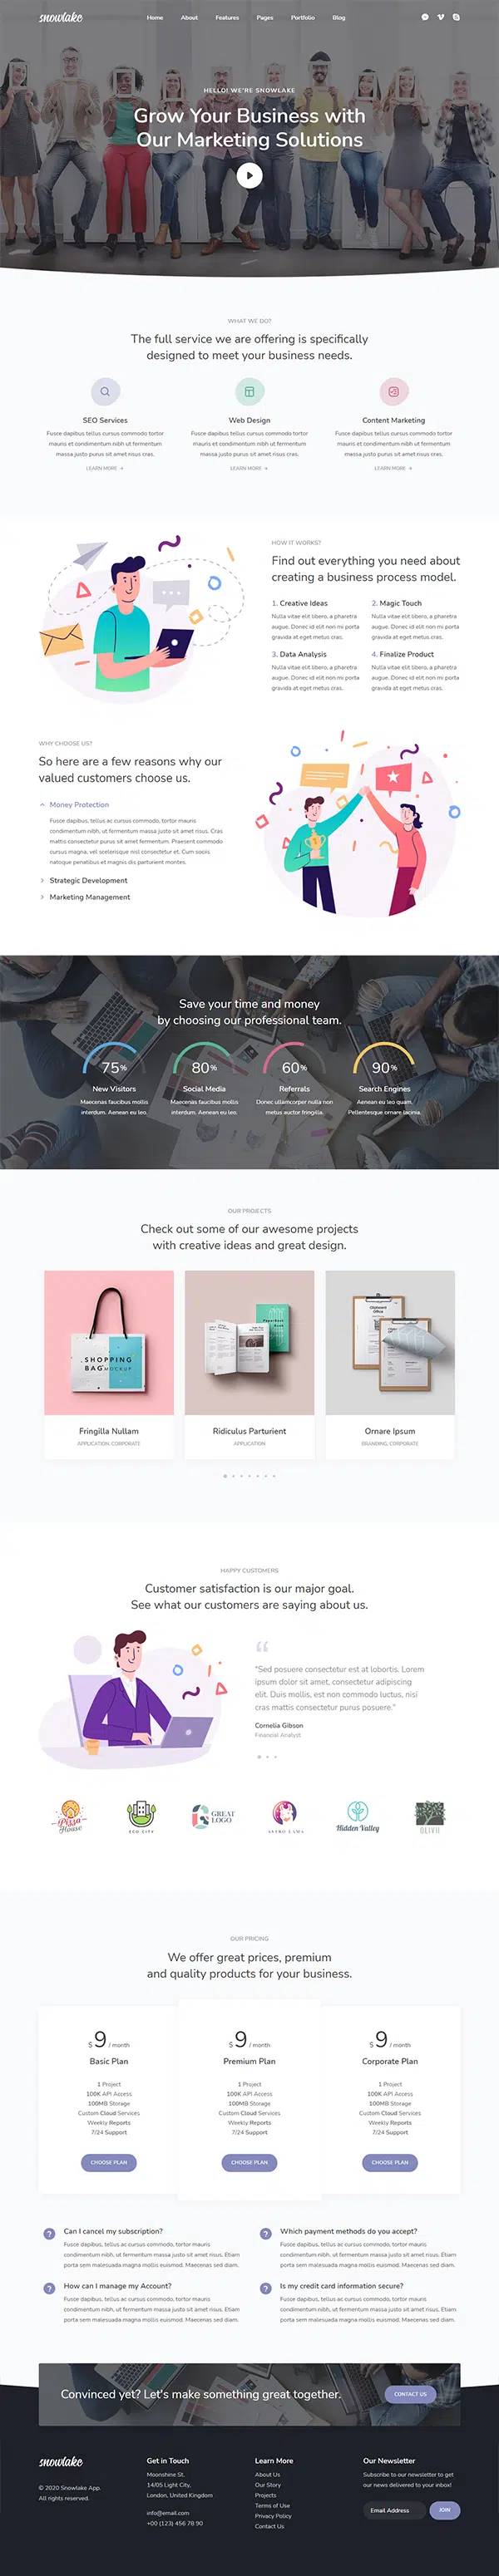 snowlake
Home About Features Pages Portfolio Blog
HELLO! WE'RE SNOWLAKE
Grow Your Business with
Our Marketing Solutions
WHAT WE DO?
The full service we are offering is specifically
designed to meet your business needs.
SEO Services
Fusce dapibus tellus cursus commodo tortor
mauris et condimentum nibh ut fermentum
massa justo purus sit amet risus cras.
LEARN MORE →
Web Design
Fusce dapibus tellus cursus commodo tortor
mauris et condimentum nibh ut fermentum
massa justo purus sit amet risus cras.
LEARN MORE →
Content Marketing
Fusce dapibus tellus cursus commodo tortor
mauris et condimentum nibh ut fermentum
massa justo purus sit amet risus cras.
LEARN MORE →
HOW IT WORKS?
Find out everything you need about
creating a business process model.
1. Creative Ideas
Nulla vitae elit libero, a pharetra
augue. Donec id elit non mi porta
gravida at eget metus cras.
2. Magic Touch
Nulla vitae elit libero, a pharetra
augue. Donec id elit non mi porta
gravida at eget metus cras.
3. Data Analysis
Nulla vitae elit libero, a pharetra
augue. Donec id elit non mi porta
gravida at eget metus cras.
4. Finalize Product
Nulla vitae elit libero, a pharetra
augue. Donec id elit non mi porta
gravida at eget metus cras.
WHY CHOOSE US?
So here are a few reasons why our
valued customers choose us.
Money Protection
Fusce dapibus, tellus ac cursus commodo, tortor mauris
condimentum nibh, ut fermentum massa justo sit amet risus. Cras
mattis consectetur purus sit amet fermentum. Praesent commodo
cursus magna, vel scelerisque nisl consectetur et. Cum sociis
natoque penatibus et magnis dis parturient montes.
Strategic Development
Marketing Management
Save your time and money
by choosing our professional team.
75%
New Visitors
Maecenas faucibus mollis
interdum. Aenean eu leo.
80%
Social Media
Maecenas faucibus mollis
interdum. Aenean eu leo.
60%
Referrals
Donec ullamcorper nulla non
metus auctor fringilla.
90%
Search Engines
Aenean eu leo quam.
Pellentesque ornare lacinia.
OUR PROJECTS
Check out some of our awesome projects
with creative ideas and great design.
SHOPPING
BAG MOCKUP
Fringilla Nullam
APPLICATION, CORPORATE
Ridiculus Parturient
APPLICATION
Ornare Ipsum
BRANDING, CORPORATE
HAPPY CUSTOMERS
Customer satisfaction is our major goal.
See what our customers are saying about us.
"Sed posuere consectetur est at lobortis. Lorem
ipsum dolor sit amet, consectetur adipiscing
elit. Duis mollis, est non commodo luctus, nisi
cras mattis consectetur purus posuere."
Cornelia Gibson
Financial Analyst
Pizza
House
ECO CITY
GREAT
LOGO
Hidden Valley
OLIVII
OUR PRICING
We offer great prices, premium
and quality products for your business.
$ 9 / month
Basic Plan
1 Project
100K API Access
100MB Storage
Custom Cloud Services
Weekly Reports
7/24 Support
CHOOSE PLAN
$ 9 / month
Premium Plan
1 Project
100K API Access
100MB Storage
Custom Cloud Services
Weekly Reports
7/24 Support
CHOOSE PLAN
$ 9 / month
Corporate Plan
1 Project
100K API Access
100MB Storage
Custom Cloud Services
Weekly Reports
7/24 Support
CHOOSE PLAN
Can I cancel my subscription?
Fusce dapibus, tellus ac cursus commodo, tortor mauris
condimentum nibh, ut fermentum massa justo sit amet risus. Etiam
porta sem malesuada magna mollis euismod. Maecenas sed diam.
Which payment methods do you accept?
Fusce dapibus, tellus ac cursus commodo, tortor mauris
condimentum nibh, ut fermentum massa justo sit amet risus. Etiam
porta sem malesuada magna mollis euismod. Maecenas sed diam.
How can I manage my Account?
Fusce dapibus, tellus ac cursus commodo, tortor mauris
condimentum nibh, ut fermentum massa justo sit amet risus. Etiam
porta sem malesuada magna mollis euismod. Maecenas sed diam.
Is my credit card information secure?
Fusce dapibus, tellus ac cursus commodo, tortor mauris
condimentum nibh, ut fermentum massa justo sit amet risus. Etiam
porta sem malesuada magna mollis euismod. Maecenas sed diam.
Convinced yet? Let's make something great together.
CONTACT US
snowlake
© 2020 Snowlake App.
All rights reserved.
Get in Touch
Moonshine St.
14/05 Light City,
London, United Kingdom
info@email.com
+00 (123) 456 78 90
Learn More
About Us
Our Story
Projects
Terms of Use
Privacy Policy
Contact Us
Our Newsletter
Subscribe to our newsletter to get
our news delivered to your inbox!
Email Address
JOIN